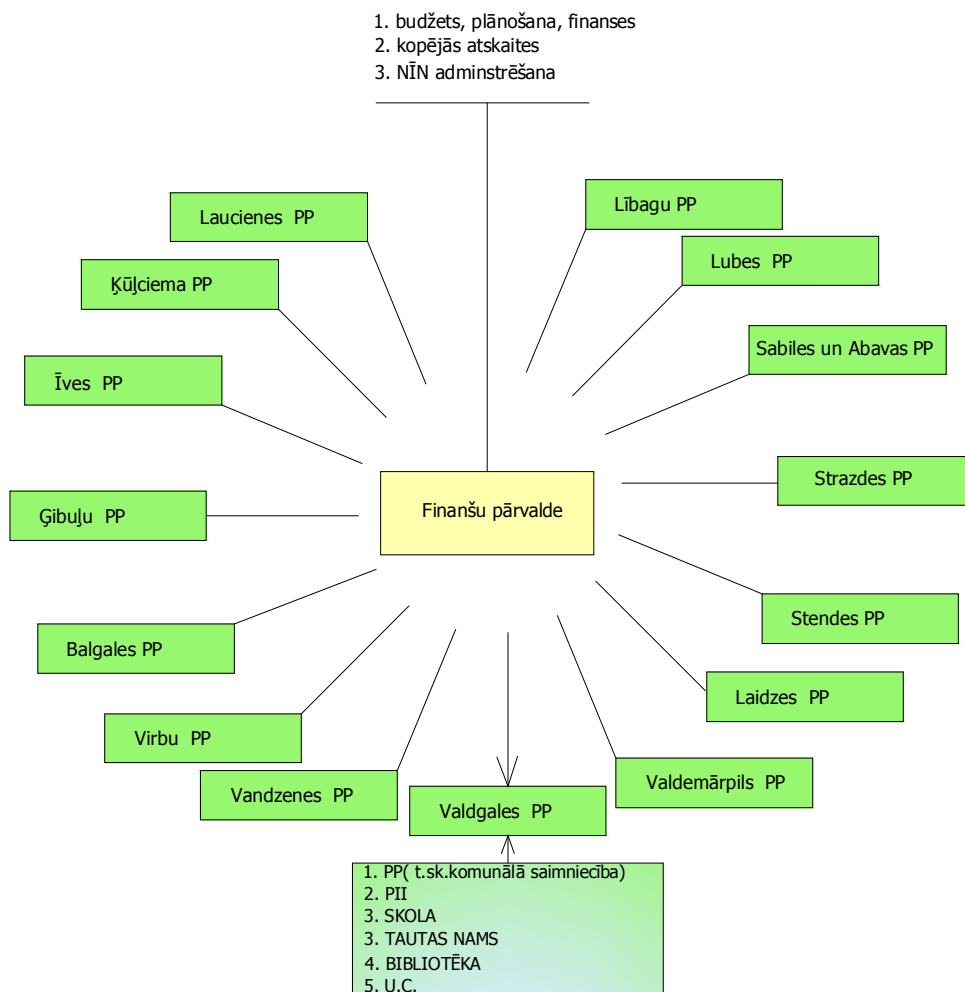 1. budžets, plānošana, finanses
2. kopējās atskaites
3. NĪN adminstrēšana
Laucienes PP
Lībagu PP
Ķūļciema PP
Lubes PP
Īves PP
Sabiles un Abavas PP
Ģibuļu PP
Finanšu pārvalde
Strazdes PP
Balgales PP
Stendes PP
Virbu PP
Laidzes PP
Vandzenes PP
Valdgales PP
Valdemārpils PP
1. PP( t.sk.komunālā saimniecība)
2. PII
3. SKOLA
3. TAUTAS NAMS
4. BIBLIOTĒKA
5. U.C.